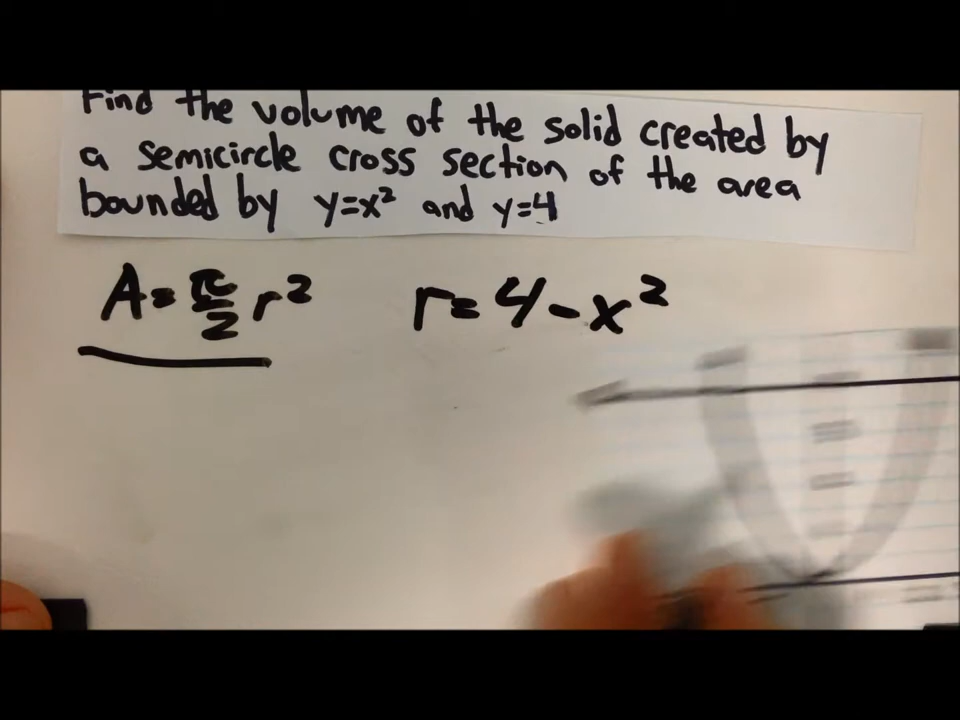 Find the volume of the solid created by
a semicircle cross section of the area
bounded by y=x² and y=4
A=π/2 r² r=4-x²